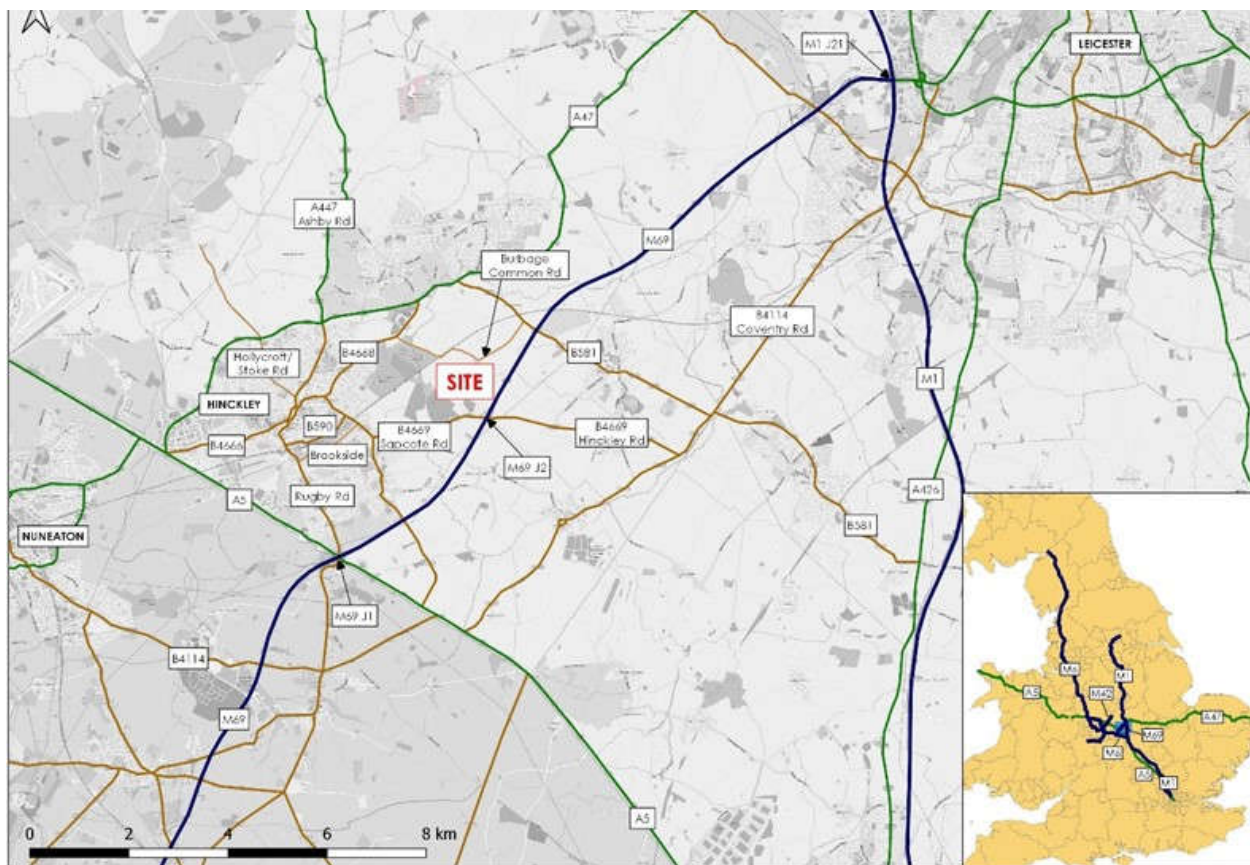 M1 J21
LEICESTER
A47
A447
Ashby Rd
M69
Burbage
Common Rd
B4114
Coventry Rd
Hollycroft/
Stoke Rd
B4668
B581
SITE
M1
HINCKLEY
B590
B4669
Sapcote Rd
B4669
Hinckley Rd
B4666
Brookside
M69 J2
A5
Rugby Rd
A426
B581
NUNEATON
M69 J1
B4114
M69
A5
0 2 4 6 8 km
M6
M1
A5
M42
A47
M69
M6
A5
M1